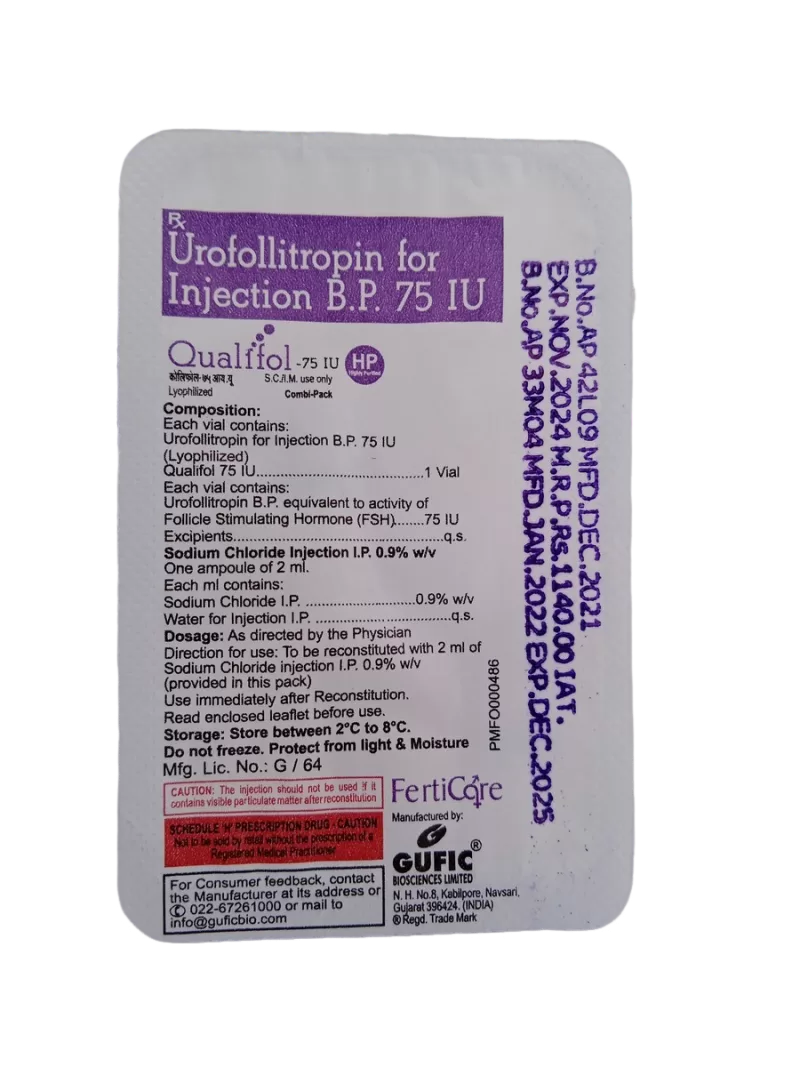 Rx
Urofollitropin for
Injection B.P. 75 IU
Qualifol -75 IU HP
Highly Purified
कोलिफोल-७५ आय.यू S.C./I.M. use only
Lyophilized Combi-Pack
Composition:
Each vial contains:
Urofollitropin for Injection B.P. 75 IU
(Lyophilized)
Qualifol 75 IU..........................................1 Vial
Each vial contains:
Urofollitropin B.P. equivalent to activity of
Follicle Stimulating Hormone (FSH).......75 IU
Excipients....................................................q.s.
Sodium Chloride Injection I.P. 0.9% w/v
One ampoule of 2 ml.
Each ml contains:
Sodium Chloride I.P. ...........................0.9% w/v
Water for Injection I.P. ..................................q.s.
Dosage: As directed by the Physician
Direction for use: To be reconstituted with 2 ml of
Sodium Chloride injection I.P. 0.9% w/v
(provided in this pack)
Use immediately after Reconstitution.
Read enclosed leaflet before use.
Storage: Store between 2°C to 8°C.
Do not freeze. Protect from light & Moisture
Mfg. Lic. No.: G / 64
CAUTION: The injection should not be used if it
contains visible particulate matter after reconstitution
SCHEDULE 'H' PRESCRIPTION DRUG - CAUTION
Not to be sold by retail without the prescription of a
Registered Medical Practitioner
For Consumer feedback, contact
the Manufacturer at its address or
022-67261000 or mail to
info@guficbio.com
FertiCare
Manufactured by:
GUFIC®
BIOSCIENCES LIMITED
N. H. No.8, Kabilpore, Navsari,
Gujarat 396424. (INDIA)
® Regd. Trade Mark
PMFO000486
B.No.AP 42L09 MFD.DEC.2021
EXP.NOV.2024 M.R.P.Rs.1140.00 IAT.
B.No.AP 33M04 MFD.JAN.2022 EXP.DEC.2025